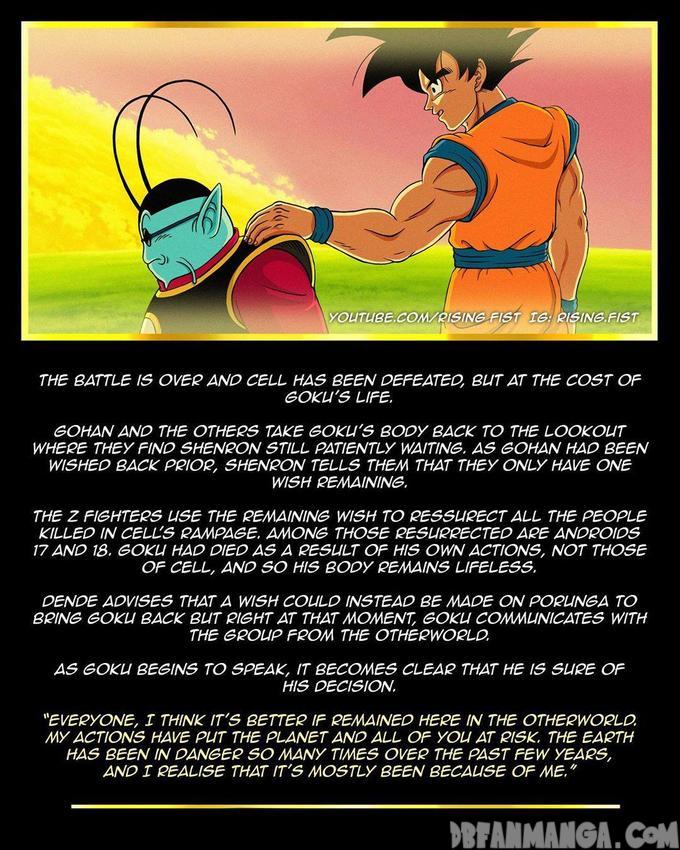 YOUTUBE.COM/RISING.FIST IG: RISING.FIST
THE BATTLE IS OVER AND CELL HAS BEEN DEFEATED, BUT AT THE COST OF
GOKU'S LIFE.
GOHAN AND THE OTHERS TAKE GOKU'S BODY BACK TO THE LOOKOUT
WHERE THEY FIND SHENRON STILL PATIENTLY WAITING. AS GOHAN HAD BEEN
WISHED BACK PRIOR, SHENRON TELLS THEM THAT THEY ONLY HAVE ONE
WISH REMAINING.
THE Z FIGHTERS USE THE REMAINING WISH TO RESSURECT ALL THE PEOPLE
KILLED IN CELL'S RAMPAGE. AMONG THOSE RESURRECTED ARE ANDROIDS
17 AND 18. GOKU HAD DIED AS A RESULT OF HIS OWN ACTIONS, NOT THOSE
OF CELL, AND SO HIS BODY REMAINS LIFELESS.
DENDE ADVISES THAT A WISH COULD INSTEAD BE MADE ON PORUNGA TO
BRING GOKU BACK BUT RIGHT AT THAT MOMENT, GOKU COMMUNICATES WITH
THE GROUP FROM THE OTHERWORLD.
AS GOKU BEGINS TO SPEAK, IT BECOMES CLEAR THAT HE IS SURE OF
HIS DECISION.
"EVERYONE, I THINK IT'S BETTER IF REMAINED HERE IN THE OTHERWORLD.
MY ACTIONS HAVE PUT THE PLANET AND ALL OF YOU AT RISK. THE EARTH
HAS BEEN IN DANGER SO MANY TIMES OVER THE PAST FEW YEARS,
AND I REALISE THAT IT'S MOSTLY BEEN BECAUSE OF ME."
DBFANMANGA.COM